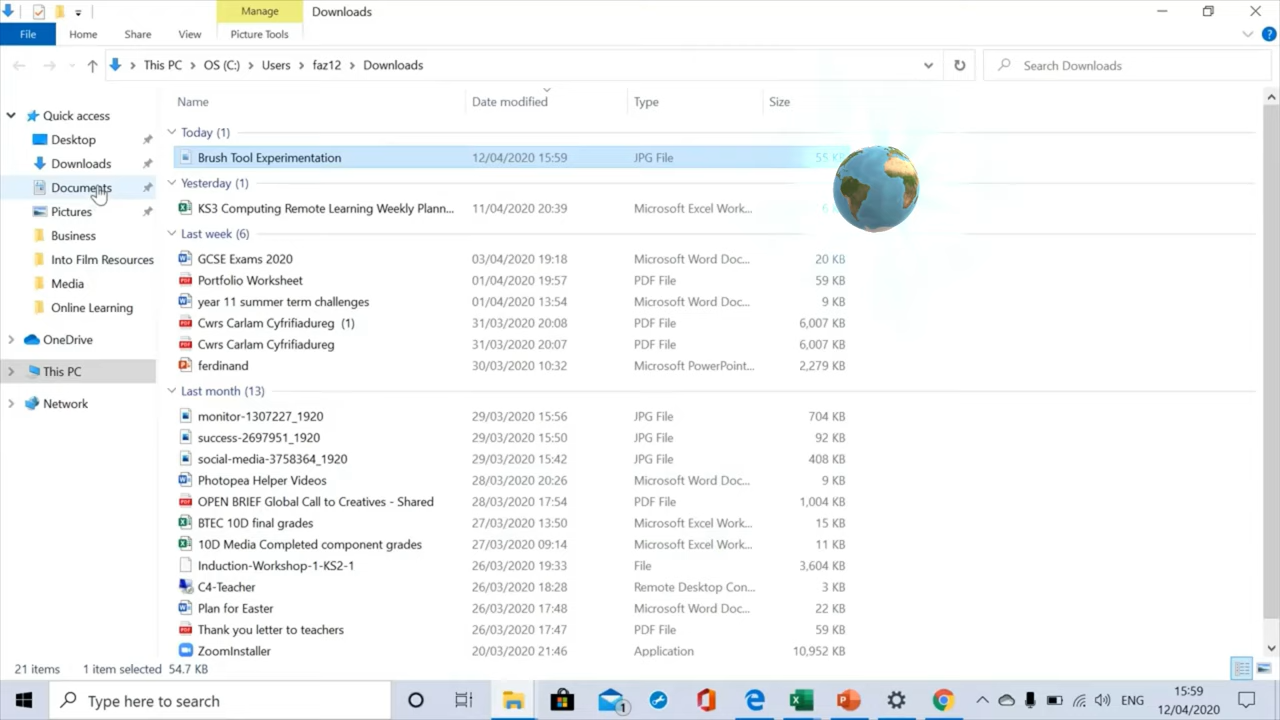 Manage
Downloads
File
Home
Share
View
Picture Tools
This PC
OS (C:)
Users
faz12
Downloads
Search Downloads
Name
Date modified
Type
Size
Quick access
Desktop
Downloads
Documents
Pictures
Business
Into Film Resources
Media
Online Learning
OneDrive
This PC
Network
Today (1)
Brush Tool Experimentation 12/04/2020 15:59 JPG File 55 KB
Yesterday (1)
KS3 Computing Remote Learning Weekly Plann... 11/04/2020 20:39 Microsoft Excel Work...
Last week (6)
GCSE Exams 2020 03/04/2020 19:18 Microsoft Word Doc... 20 KB
Portfolio Worksheet 01/04/2020 19:57 PDF File 59 KB
year 11 summer term challenges 01/04/2020 13:54 Microsoft Word Doc... 9 KB
Cwrs Carlam Cyfrifiadureg (1) 31/03/2020 20:08 PDF File 6,007 KB
Cwrs Carlam Cyfrifiadureg 31/03/2020 20:07 PDF File 6,007 KB
ferdinand 30/03/2020 10:32 Microsoft PowerPoint... 2,279 KB
Last month (13)
monitor-1307227_1920 29/03/2020 15:56 JPG File 704 KB
success-2697951_1920 29/03/2020 15:50 JPG File 92 KB
social-media-3758364_1920 29/03/2020 15:42 JPG File 408 KB
Photopea Helper Videos 28/03/2020 20:26 Microsoft Word Doc... 9 KB
OPEN BRIEF Global Call to Creatives - Shared 28/03/2020 17:54 PDF File 1,004 KB
BTEC 10D final grades 27/03/2020 13:50 Microsoft Excel Work... 15 KB
10D Media Completed component grades 27/03/2020 09:14 Microsoft Excel Work... 11 KB
Induction-Workshop-1-KS2-1 26/03/2020 19:33 File 3,604 KB
C4-Teacher 26/03/2020 18:28 Remote Desktop Con... 3 KB
Plan for Easter 26/03/2020 17:48 Microsoft Word Doc... 22 KB
Thank you letter to teachers 26/03/2020 17:47 PDF File 59 KB
ZoomInstaller 20/03/2020 21:46 Application 10,952 KB
21 items 1 item selected 54.7 KB
Type here to search
1
ENG
15:59
12/04/2020